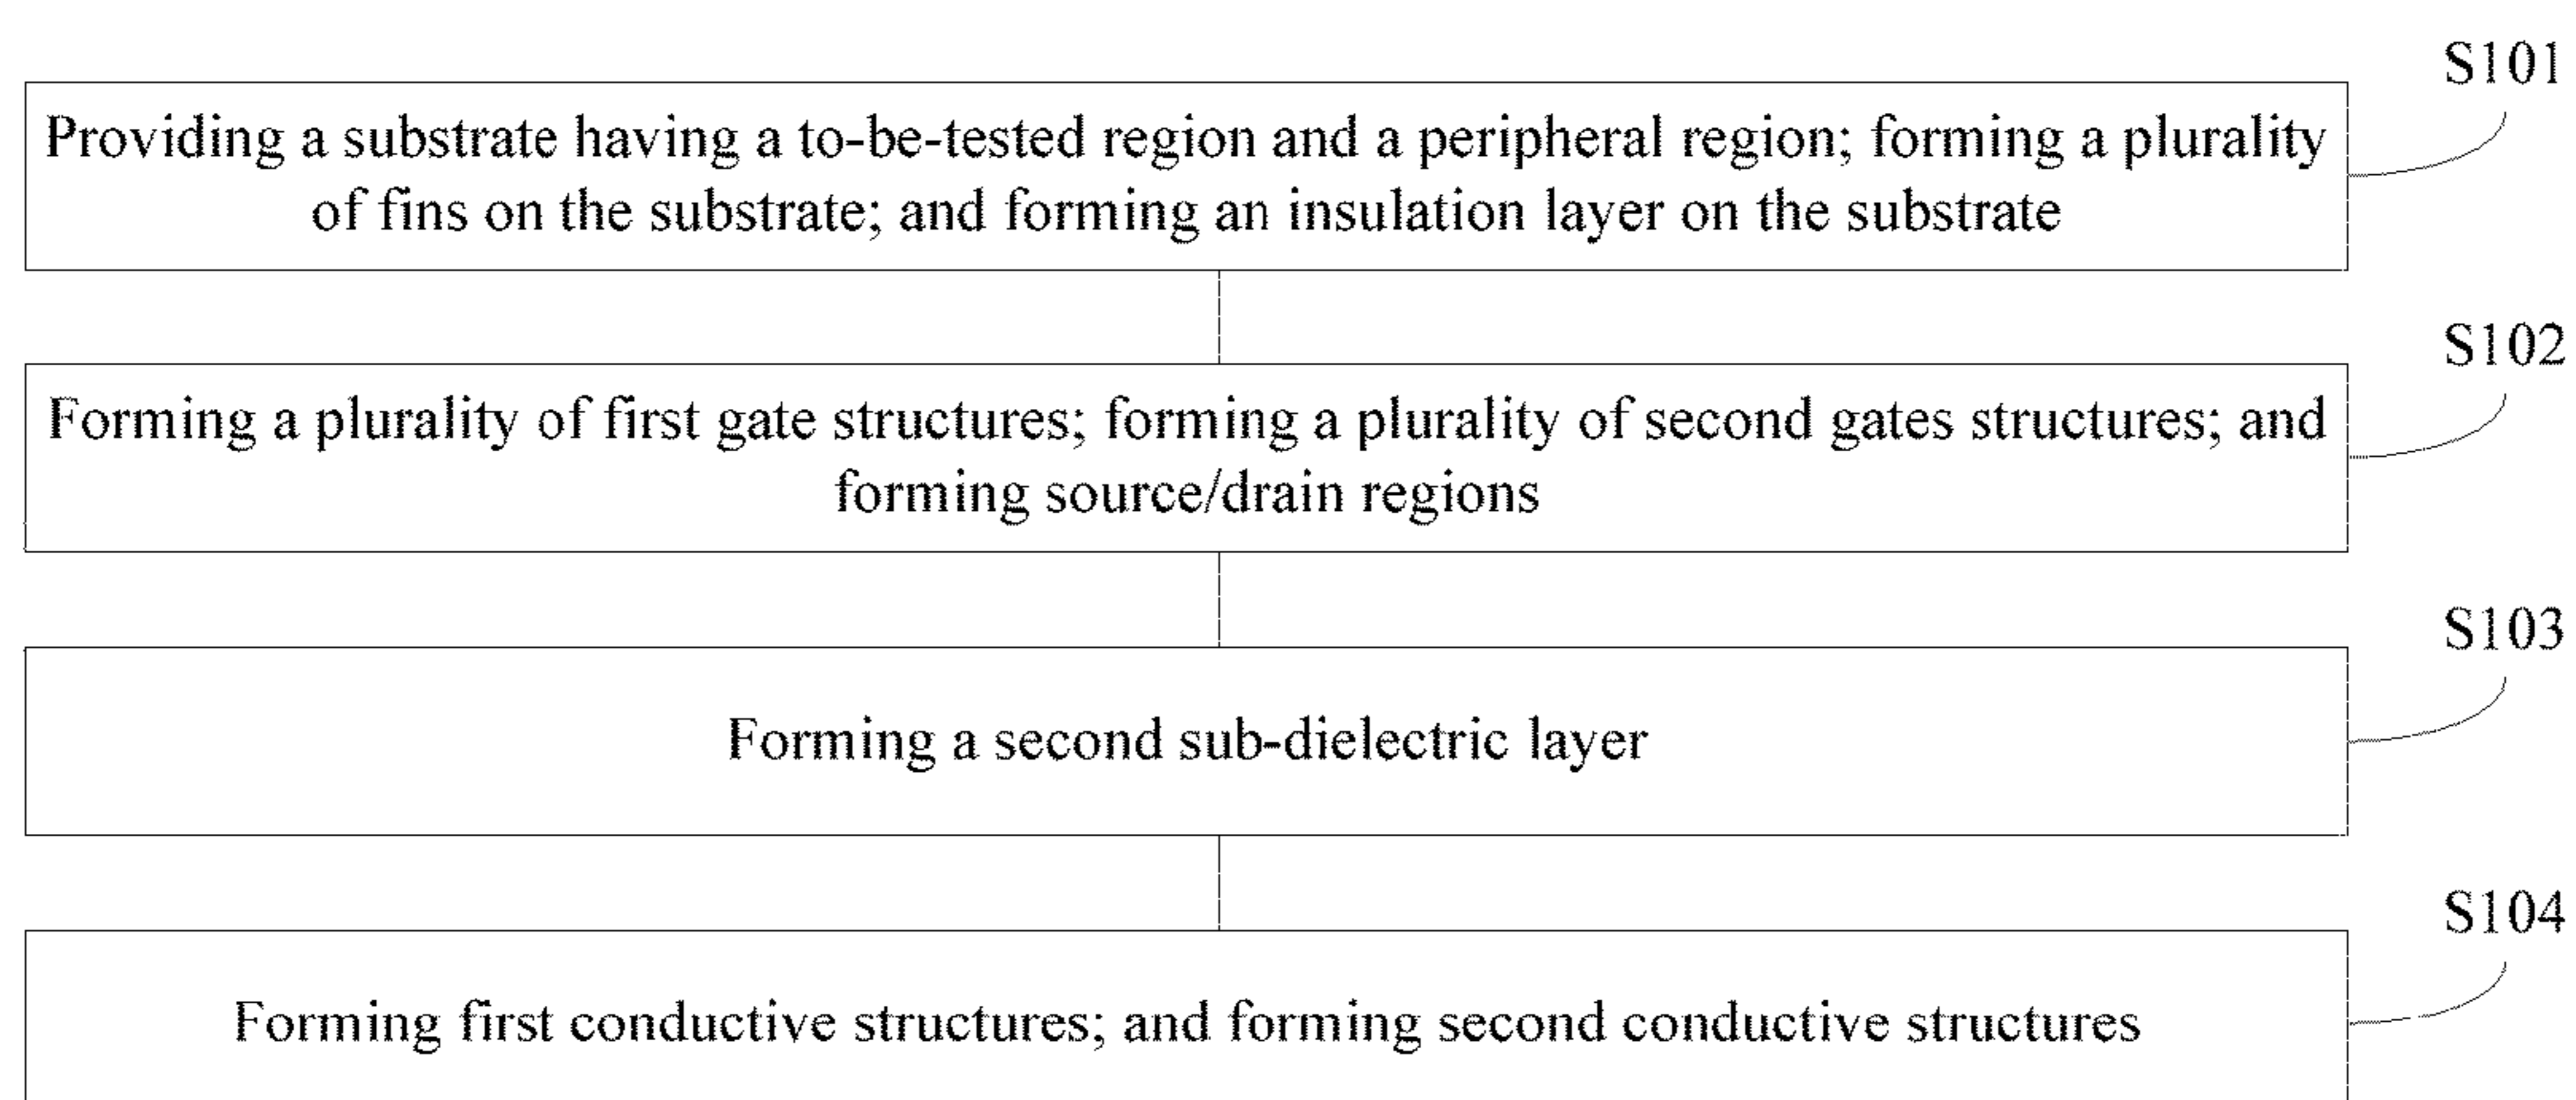 S101
Providing a substrate having a to-be-tested region and a peripheral region; forming a plurality
of fins on the substrate; and forming an insulation layer on the substrate
S102
Forming a plurality of first gate structures; forming a plurality of second gates structures; and
forming source/drain regions
S103
Forming a second sub-dielectric layer
S104
Forming first conductive structures; and forming second conductive structures